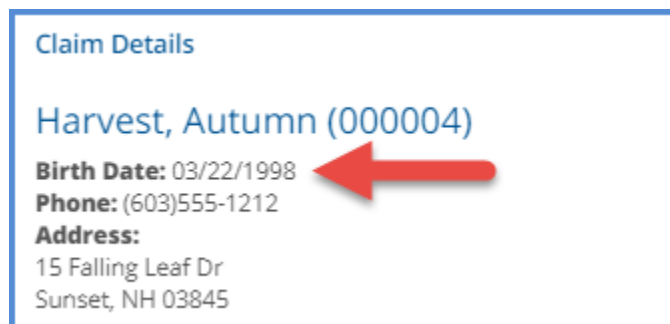 Claim Details
Harvest, Autumn (000004)
Birth Date: 03/22/1998
Phone: (603)555-1212
Address:
15 Falling Leaf Dr
Sunset, NH 03845